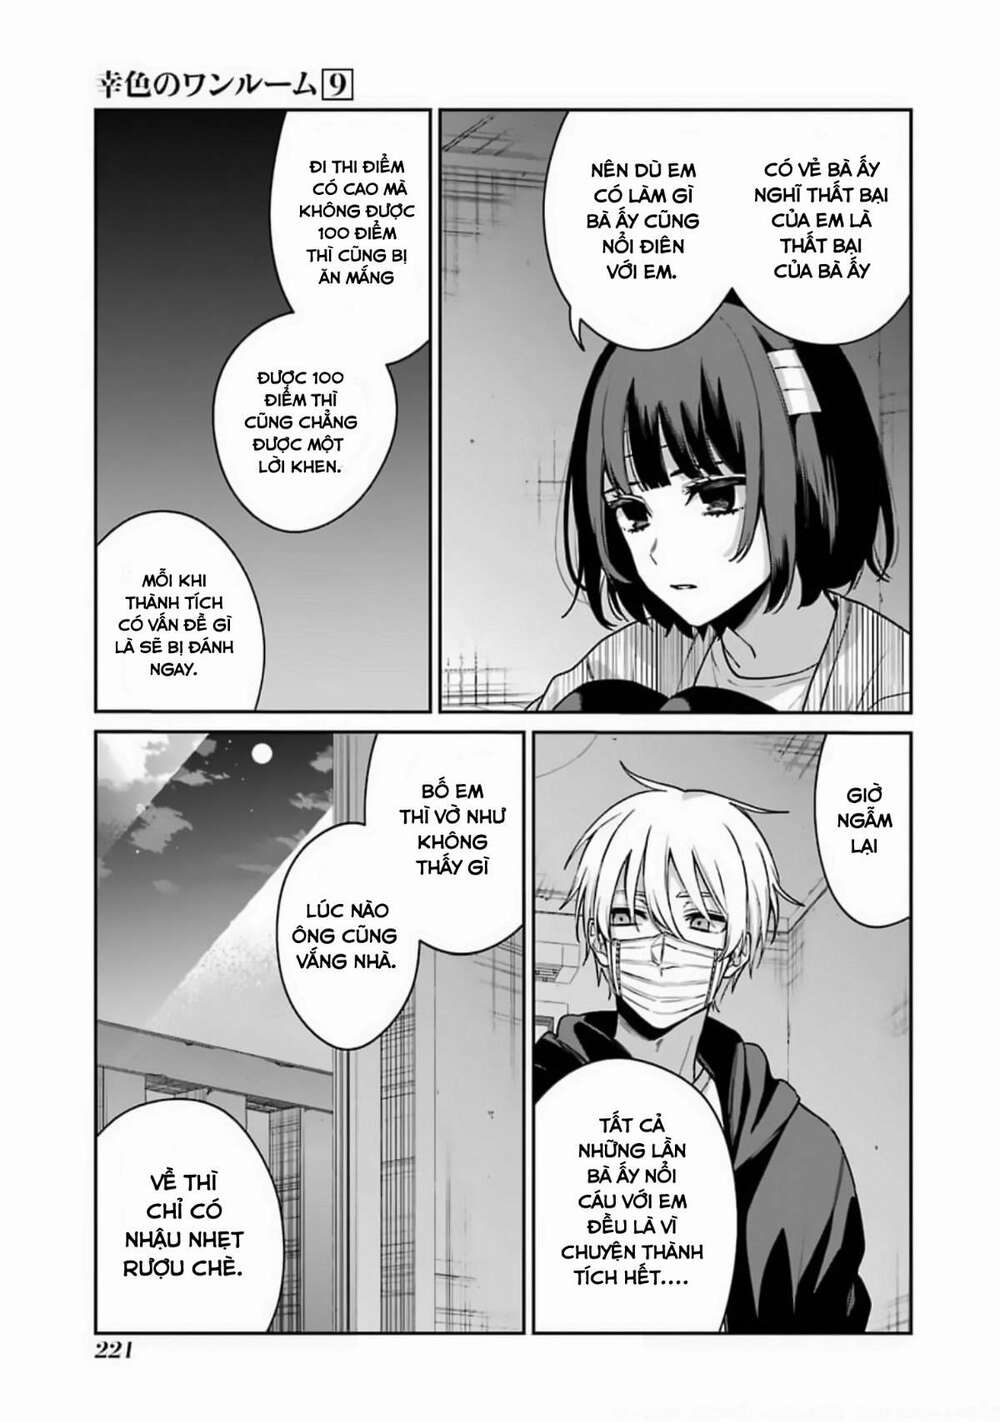 幸色のワンルーム9
CÓ VẺ BÀ ẤY
NGHĨ THẤT BẠI
CỦA EM LÀ
THẤT BẠI
CỦA BÀ ẤY
NÊN DÙ EM
CÓ LÀM GÌ
BÀ ẤY CŨNG
NỔI ĐIÊN
VỚI EM.
ĐI THI ĐIỂM
CÓ CAO MÀ
KHÔNG ĐƯỢC
100 ĐIỂM
THÌ CŨNG BỊ
ĂN MẮNG
ĐƯỢC 100
ĐIỂM THÌ
CŨNG CHẲNG
ĐƯỢC MỘT
LỜI KHEN.
MỖI KHI
THÀNH TÍCH
CÓ VẤN ĐỀ GÌ
LÀ SẼ BỊ ĐÁNH
NGAY.
GIỜ
NGẪM
LẠI
TẤT CẢ
NHỮNG LẦN
BÀ ẤY NỔI
CÁU VỚI EM
ĐỀU LÀ VÌ
CHUYỆN THÀNH
TÍCH HẾT....
BỐ EM
THÌ VỜ NHƯ
KHÔNG
THẤY GÌ
LÚC NÀO
ÔNG CŨNG
VẮNG NHÀ.
VỀ THÌ
CHỈ CÓ
NHẬU NHẸT
RƯỢU CHÈ.
221